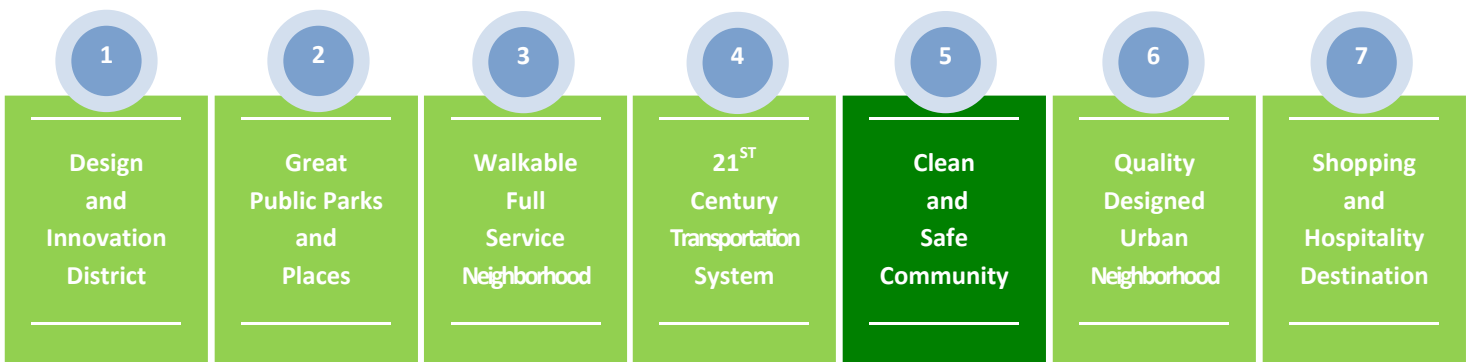 1
Design
and
Innovation
District
2
Great
Public Parks
and
Places
3
Walkable
Full
Service
Neighborhood
4
21ST
Century
Transportation
System
5
Clean
and
Safe
Community
6
Quality
Designed
Urban
Neighborhood
7
Shopping
and
Hospitality
Destination